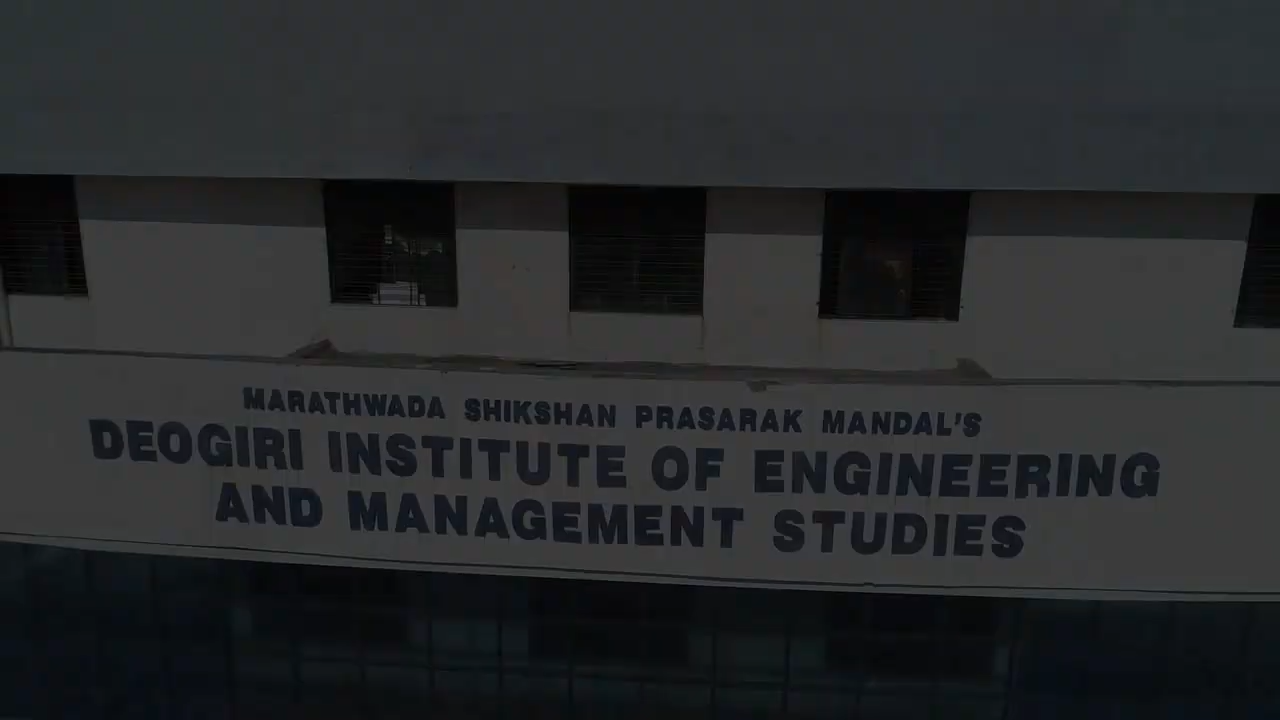 MARATHWADA SHIKSHAN PRASARAK MANDAL'S
DEOGIRI INSTITUTE OF ENGINEERING
AND MANAGEMENT STUDIES